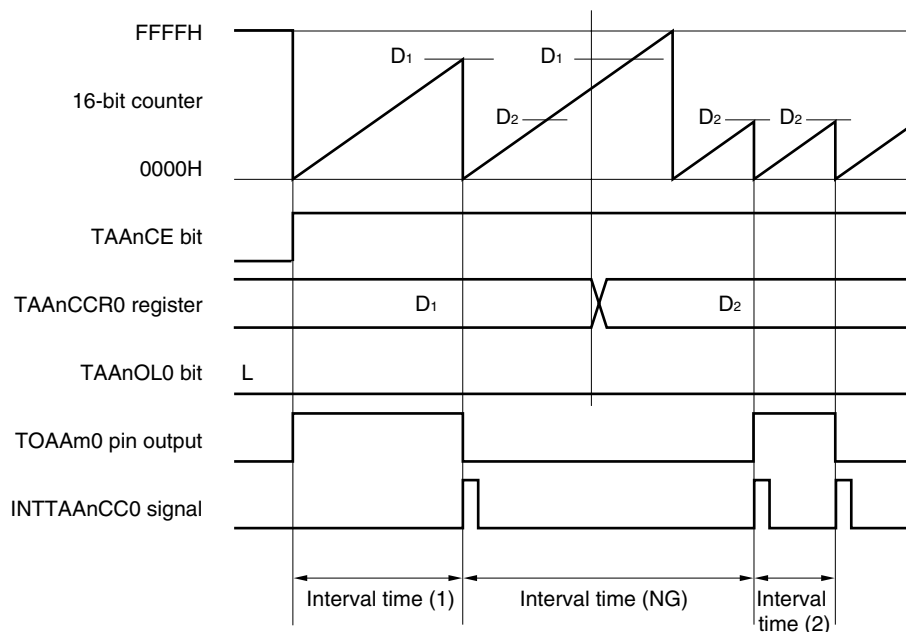 FFFFH
D₁
D₁
16-bit counter
D₂
D₂
D₂
0000H
TAAnCE bit
TAAnCCR0 register
D₁
D₂
TAAnOL0 bit
L
TOAAm0 pin output
INTTAAnCC0 signal
Interval time (1)
Interval time (NG)
Interval
time (2)